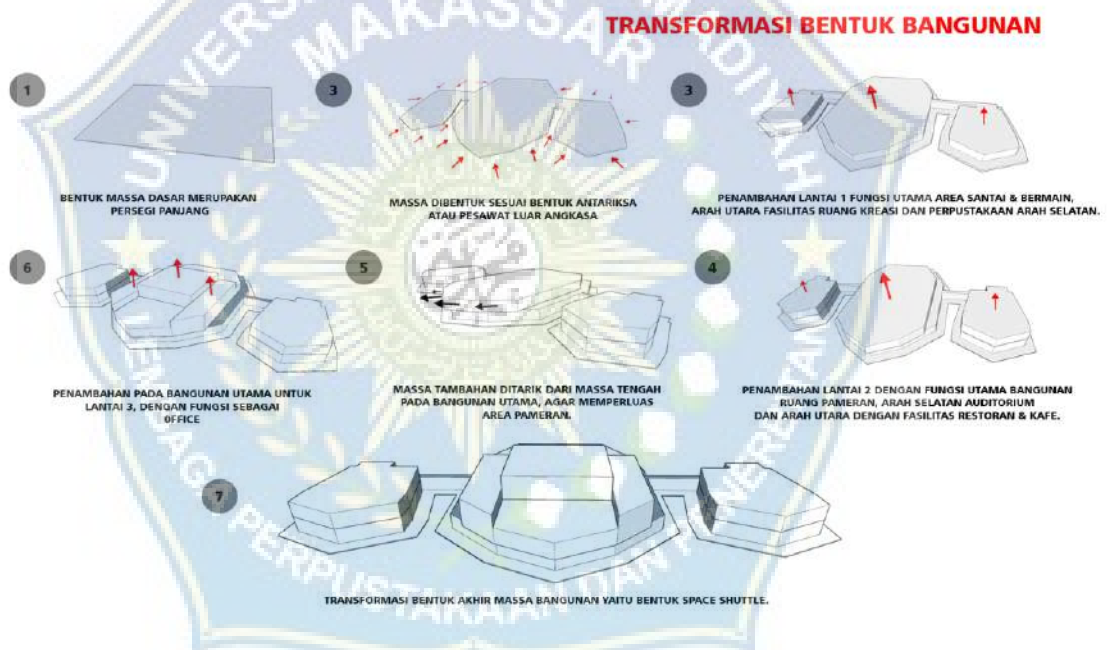 TRANSFORMASI BENTUK BANGUNAN
1
BENTUK MASSA DASAR MERUPAKAN
PERSEGI PANJANG
3
MASSA DIBENTUK SESUAI BENTUK ANTARIKSA
ATAU PESAWAT LUAR ANGKASA
3
PENAMBAHAN LANTAI 1 FUNGSI UTAMA AREA SANTAI & BERMAIN,
ARAH UTARA FASILITAS RUANG KREASI DAN PERPUSTAKAAN ARAH SELATAN.
6
PENAMBAHAN PADA BANGUNAN UTAMA UNTUK
LANTAI 3, DENGAN FUNGSI SEBAGAI
OFFICE
5
MASSA TAMBAHAN DITARIK DARI MASSA TENGAH
PADA BANGUNAN UTAMA, AGAR MEMPERLUAS
AREA PAMERAN.
4
PENAMBAHAN LANTAI 2 DENGAN FUNGSI UTAMA BANGUNAN
RUANG PAMERAN, ARAH SELATAN AUDITORIUM
DAN ARAH UTARA DENGAN FASILITAS RESTORAN & KAFE.
7
TRANSFORMASI BENTUK AKHIR MASSA BANGUNAN YAITU BENTUK SPACE SHUTTLE.
MAKASSAR
PERPUSTAKAAN DAN